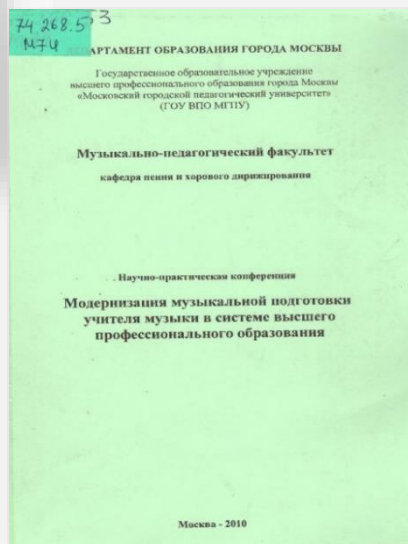 74 268.5 53
М74
ДЕПАРТАМЕНТ ОБРАЗОВАНИЯ ГОРОДА МОСКВЫ
Государственное образовательное учреждение
высшего профессионального образования города Москвы
«Московский городской педагогический университет»
(ГОУ ВПО МГПУ)
Музыкально-педагогический факультет
кафедра пения и хорового дирижирования
Научно-практическая конференция
Модернизация музыкальной подготовки
учителя музыки в системе высшего
профессионального образования
Москва - 2010